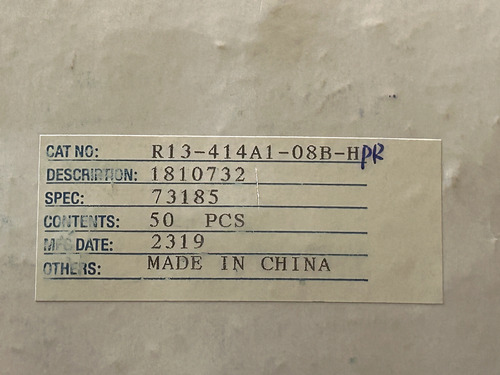 CAT NO: R13-414A1-08B-HPR
DESCRIPTION: 1810732
SPEC: 73185
CONTENTS: 50 PCS
MFG DATE: 2319
OTHERS: MADE IN CHINA